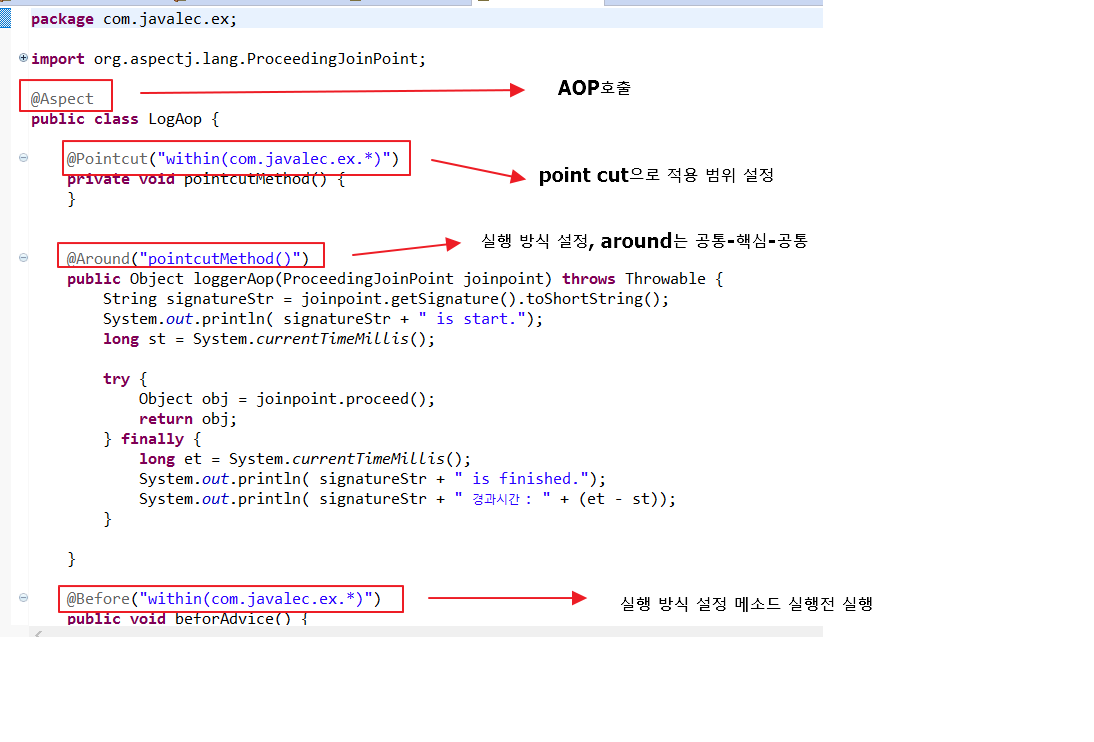 package com.javalec.ex;
import org.aspectj.lang.ProceedingJoinPoint;
@Aspect
AOP호출
public class LogAop {
@Pointcut("within(com.javalec.ex.*)")
point cut으로 적용 범위 설정
private void pointcutMethod() {
}
실행 방식 설정, around는 공통-핵심-공통
@Around("pointcutMethod()")
public Object loggerAop(ProceedingJoinPoint joinpoint) throws Throwable {
String signatureStr = joinpoint.getSignature().toShortString();
System.out.println( signatureStr + " is start.");
long st = System.currentTimeMillis();
try {
Object obj = joinpoint.proceed();
return obj;
} finally {
long et = System.currentTimeMillis();
System.out.println( signatureStr + " is finished.");
System.out.println( signatureStr + " 경과시간 : " + (et - st));
}
}
@Before("within(com.javalec.ex.*)")
실행 방식 설정 메소드 실행전 실행
public void beforAdvice() {